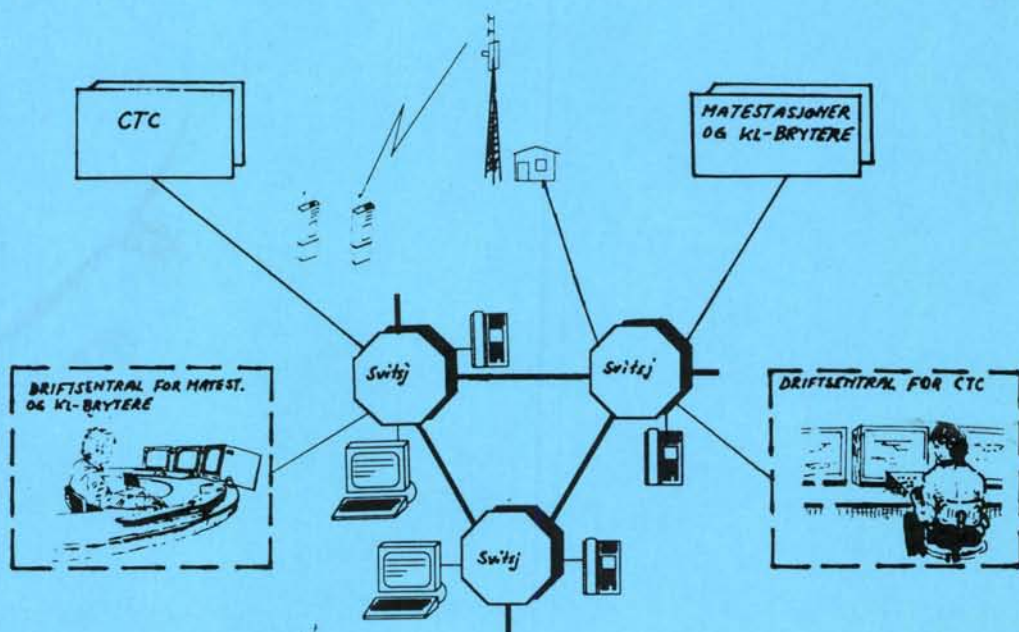 CTC
MATESTASJONER
OG KL-BRYTERE
Svitsj
Svitsj
DRIFTSENTRAL FOR MATEST.
OG KL-BRYTERE
DRIFTSENTRAL FOR CTC
Svitsj